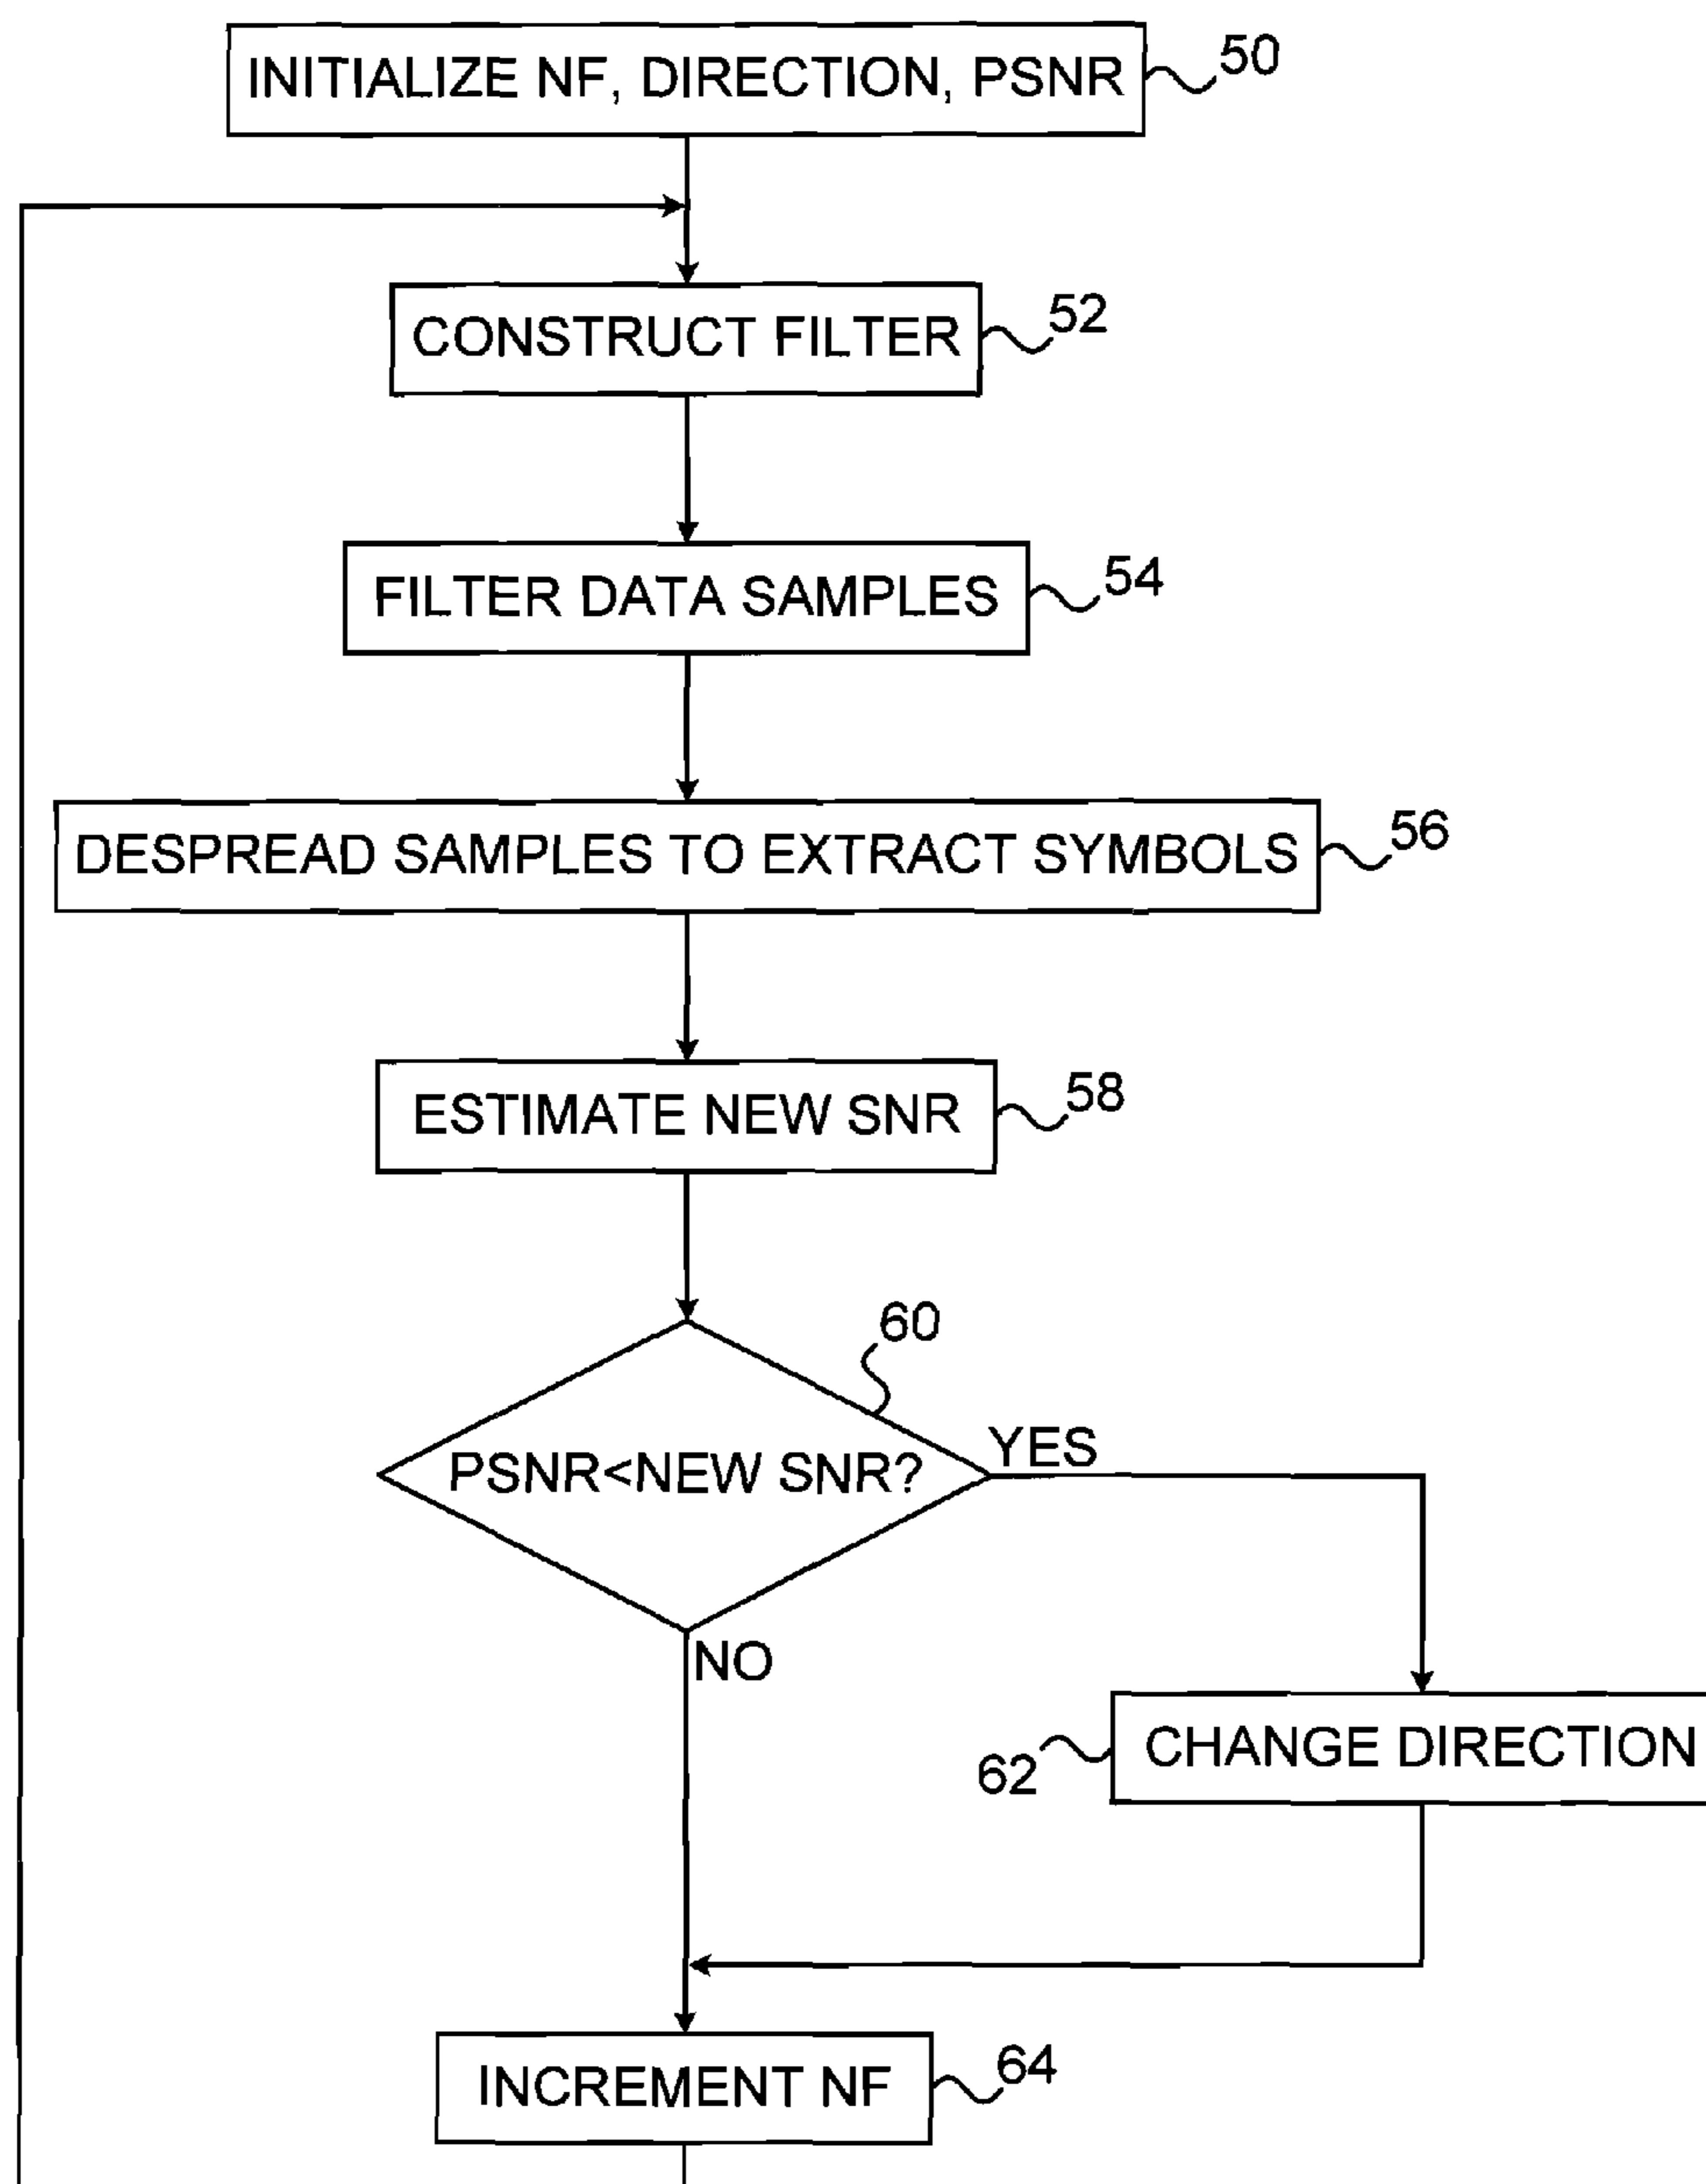 INITIALIZE NF, DIRECTION, PSNR
50
CONSTRUCT FILTER
52
FILTER DATA SAMPLES
54
DESPREAD SAMPLES TO EXTRACT SYMBOLS
56
ESTIMATE NEW SNR
58
60
PSNR<NEW SNR?
YES
NO
62
CHANGE DIRECTION
INCREMENT NF
64